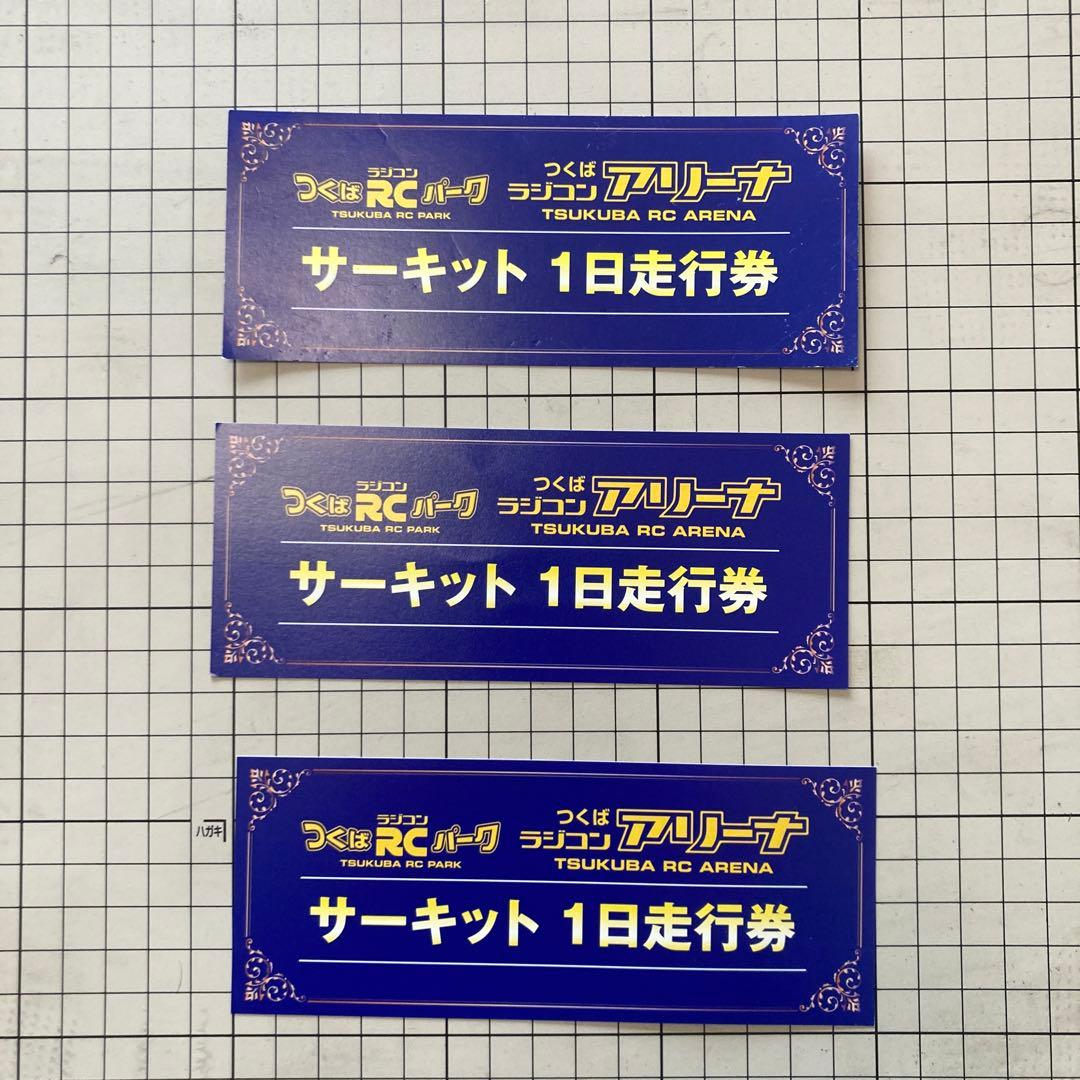 ラジコン
つくば RC パーク
TSUKUBA RC PARK
つくば
ラジコン アリーナ
TSUKUBA RC ARENA
サーキット 1日走行券
ラジコン
つくば RC パーク
TSUKUBA RC PARK
つくば
ラジコン アリーナ
TSUKUBA RC ARENA
サーキット 1日走行券
ハガキ
ラジコン
つくば RC パーク
TSUKUBA RC PARK
つくば
ラジコン アリーナ
TSUKUBA RC ARENA
サーキット 1日走行券